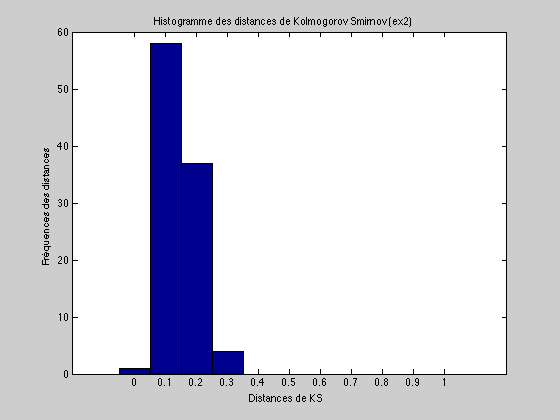 Histogramme des distances de Kolmogorov Smirnov (ex2)
60
50
40
30
20
10
0
Fréquences des distances
0 0.1 0.2 0.3 0.4 0.5 0.6 0.7 0.8 0.9 1
Distances de KS